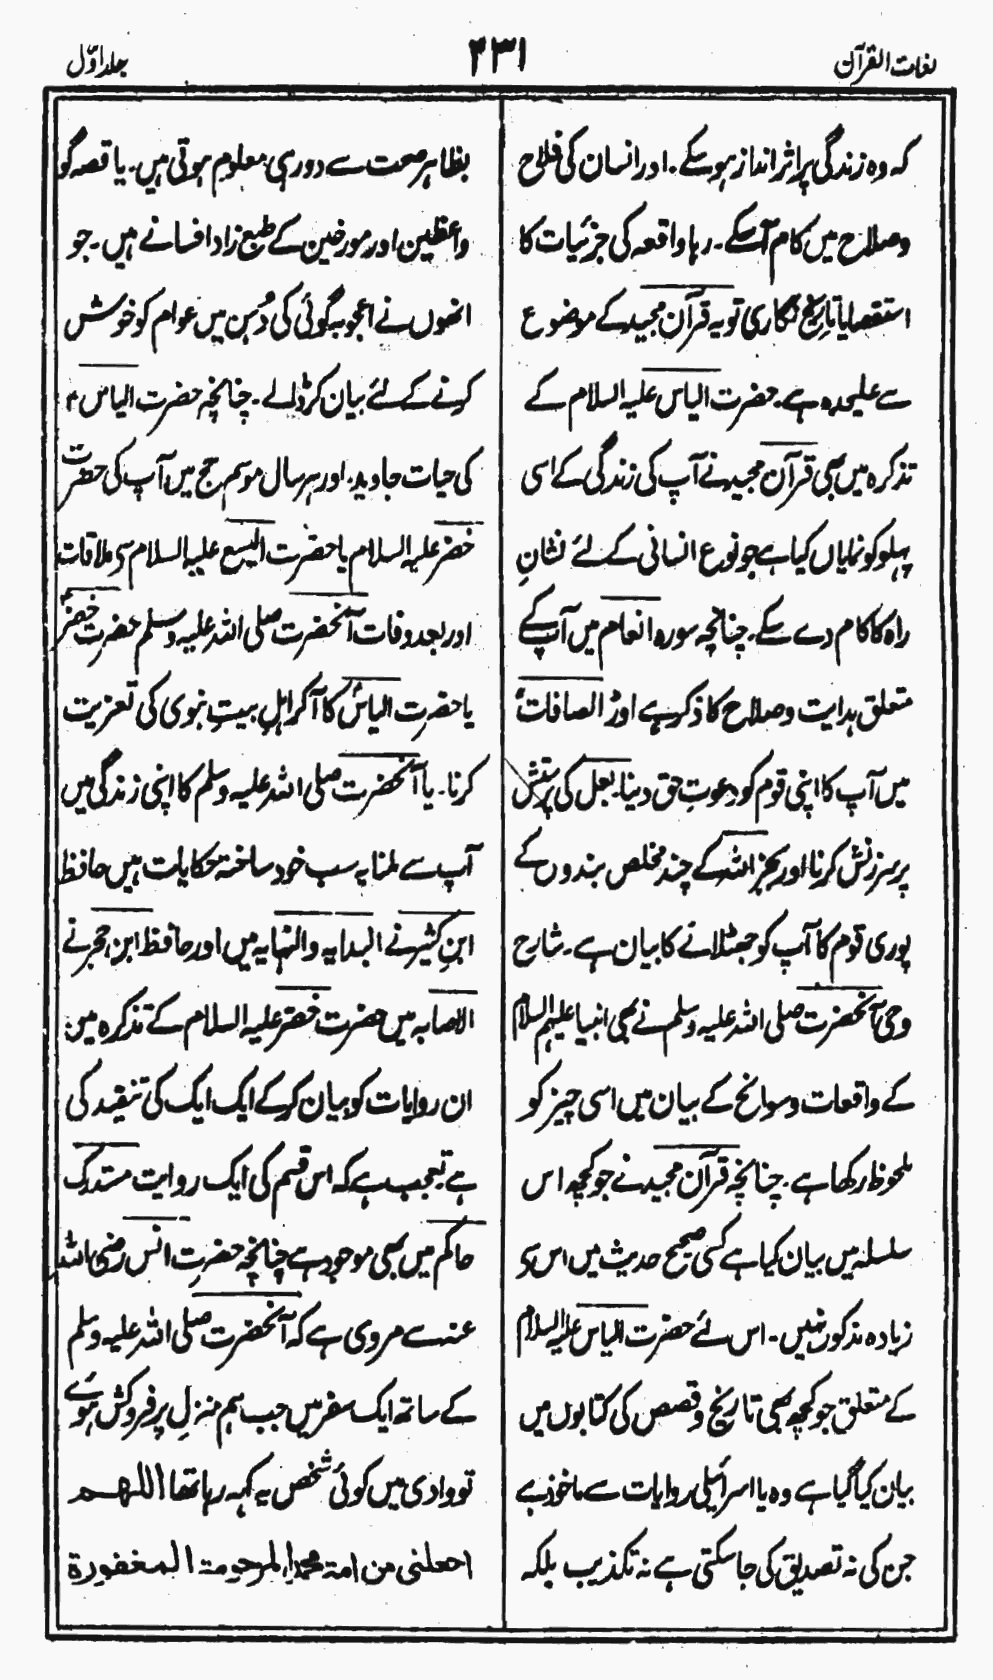 لغات القرآن
۲۳۱
جلد اوّل
کہ وہ زندگی پر اثر انداز ہو سکے۔ اور انسان کی فلاح
وصلاح میں کام آسکے۔ رہا واقعہ کی جزئیات کا
استقصا یا تاریخ نگاری تو یہ قرآن مجید کے موضوع
سے علیحدہ ہے۔ حضرت الیاس علیہ السلام کے
تذکرہ میں بھی قرآن مجید نے آپ کی زندگی کے اسی
پہلو کو نمایاں کیا ہے جو نوع انسانی کے لئے نشانِ
راہ کا کام دے سکے۔ چنانچہ سورہ انعام میں آپ کے
متعلق ہدایت وصلاح کا ذکر ہے اور الصافات
میں آپ کا اپنی قوم کو دعوتِ حق دینا۔ بعل کی پرستش
پر سرزنش کرنا اور بجز اللہ کے چند مخلص بندوں کے
پوری قوم کا آپ کو جھٹلانے کا بیان ہے۔ شارح
وحی آنحضرت صلی اللہ علیہ وسلم نے بھی انبیا علیہم السلام
کے واقعات وسوانح کے بیان میں اسی چیز کو
ملحوظ رکھا ہے۔ چنانچہ قرآن مجید نے جو کچھ اس
سلسلہ میں بیان کیا ہے کسی صحیح حدیث میں اس سے
زیادہ مذکور نہیں۔ اس لئے حضرت الیاس علیہ السلام
کے متعلق جو کچھ بھی تاریخ وقصص کی کتابوں میں
بیان کیا گیا ہے وہ یا اسرائیلی روایات سے ماخوذ ہے
جن کی نہ تصدیق کی جا سکتی ہے نہ تکذیب بلکہ
بظاہر صحت سے دور ہی معلوم ہوتی ہیں۔ یا قصہ گو
واعظین اور مورخین کے طبع زاد افسانے ہیں۔ جو
انھوں نے اعجوبہ گوئی کی دُہن میں عوام کو خوش
کرنے کے لئے بیان کر ڈالے۔ چنانچہ حضرت الیاس ؑ
کی حیات جاوید، اور ہر سال موسم حج میں آپ کی حضرت
خضر علیہ السلام یا حضرت الیسع علیہ السلام سے ملاقات
اور بعد وفات آنحضرت صلی اللہ علیہ وسلم حضرت خضرؑ
یا حضرت الیاسؑ کا آکر اہلِ بیتِ نبوی کی تعزیت
کرنا۔ یا آنحضرت صلی اللہ علیہ وسلم کا اپنی زندگی میں
آپ سے ملنا یہ سب خود ساختہ حکایات ہیں حافظ
ابنِ کثیر نے البدایہ والنہایہ میں اور حافظ ابن حجر نے
الاصابہ میں حضرت خضر علیہ السلام کے تذکرہ میں
ان روایات کو بیان کر کے ایک ایک کی تنقید کی
ہے تعجب ہے کہ اس قسم کی ایک روایت مستدرک
حاکم میں بھی موجود ہے چنانچہ حضرت انس رضی اللہ
عنہ سے مروی ہے کہ آنحضرت صلی اللہ علیہ وسلم
کے ساتھ ایک سفر میں جب ہم منزل پر فروکش ہوئے
تو وادی میں کوئی شخص یہ کہہ رہا تھا اللھم
اجعلنی من امة محمد المرحومة المغفورة